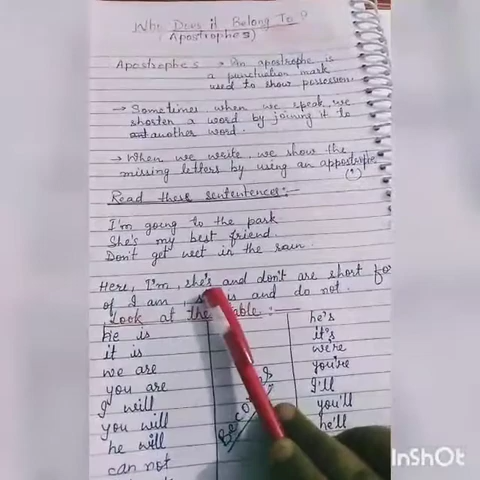 Who Does it Belong To?
(Apostrophes)
Apostrophes → An apostrophe is
a punctuation mark
used to show possession.
→ Sometimes when we speak, we
shorten a word by joining it to
another word.
→ When we write, we show the
missing letters by using an appostrophe
(')
Read these sentences:-
I'm going to the park
She's my best friend.
Don't get wet in the rain.
Here, I'm, she's and don't are short for
of I am, is and do not.
Look at the table:-
he is he's
it is it's
we are we're
you are you're
I will I'll
you will you'll
he will he'll
can not
InShOt